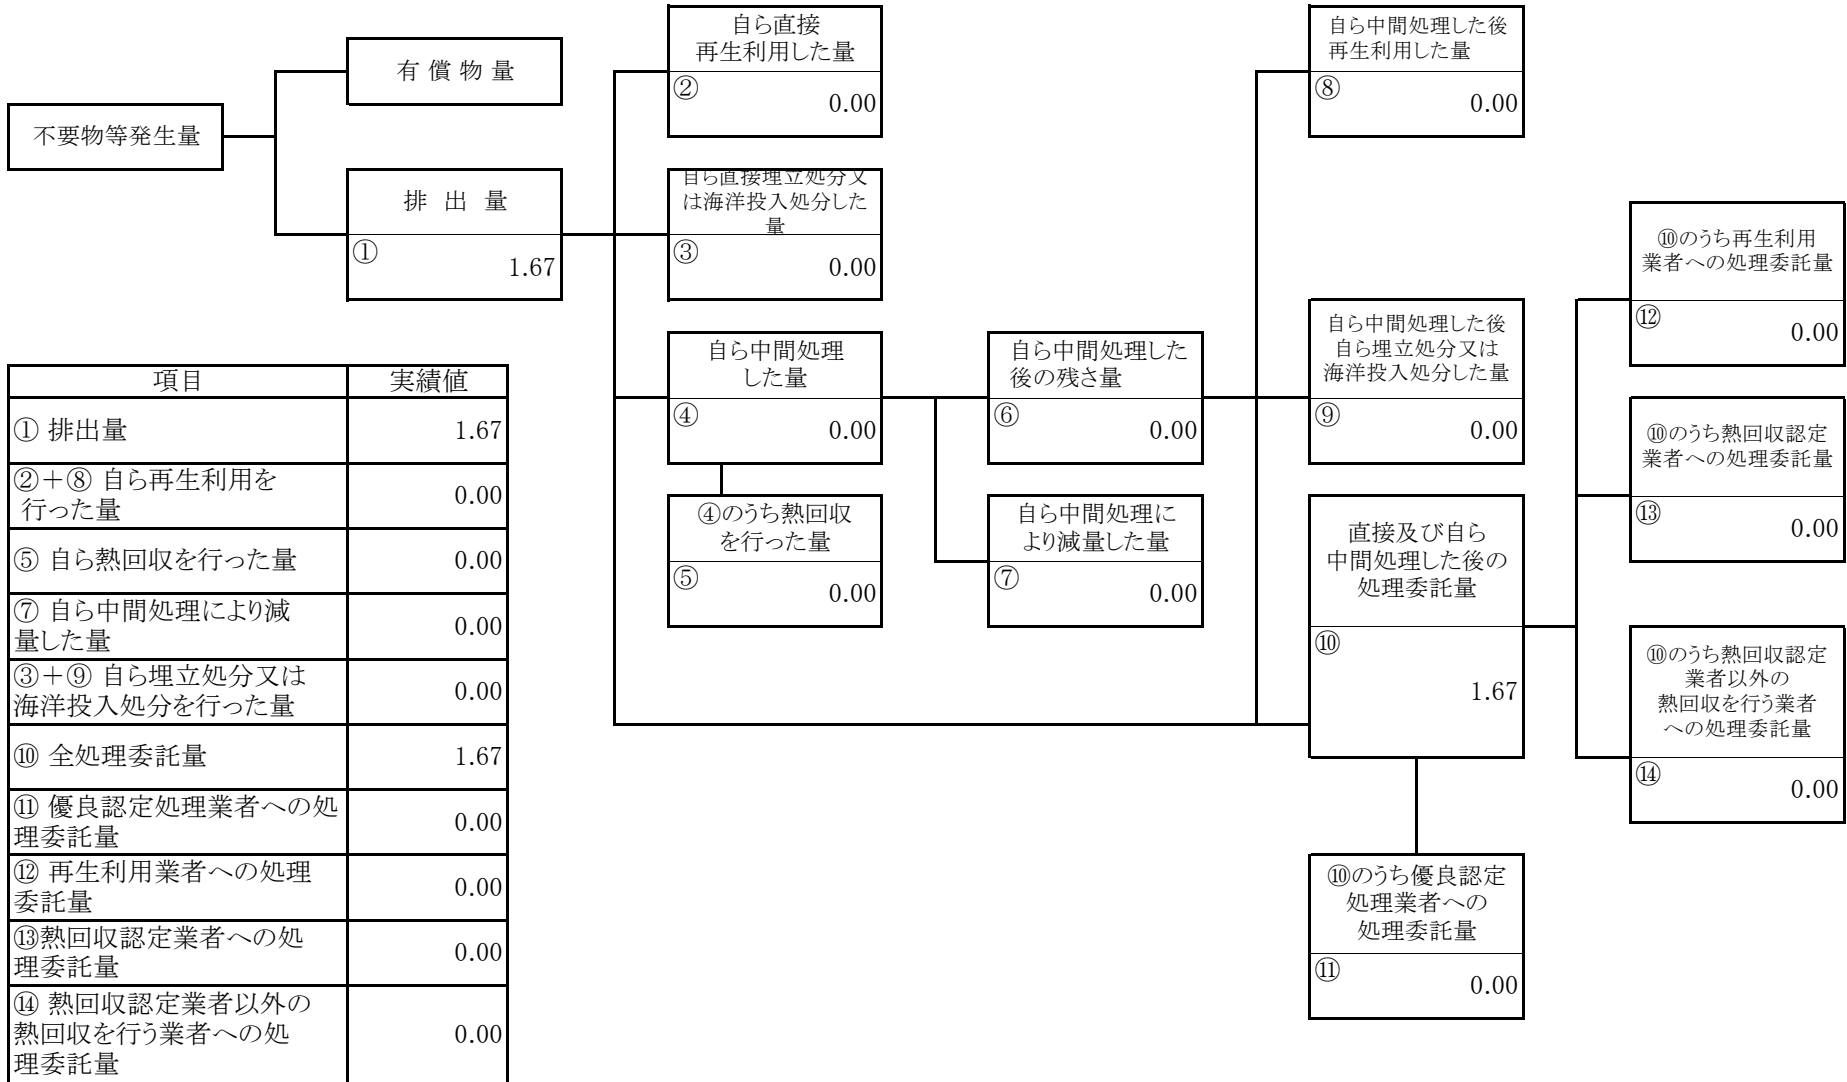 不要物等発生量
有 償 物 量
排 出 量
①
1.67
自ら直接
再生利用した量
②
0.00
自ら直接埋立処分又
は海洋投入処分した
量
③
0.00
自ら中間処理
した量
④
0.00
④のうち熱回収
を行った量
⑤
0.00
自ら中間処理した
後の残さ量
⑥
0.00
自ら中間処理に
より減量した量
⑦
0.00
自ら中間処理した後
再生利用した量
⑧
0.00
自ら中間処理した後
自ら埋立処分又は
海洋投入処分した量
⑨
0.00
直接及び自ら
中間処理した後の
処理委託量
⑩
1.67
⑩のうち優良認定
処理業者への
処理委託量
⑪
0.00
⑩のうち再生利用
業者への処理委託量
⑫
0.00
⑩のうち熱回収認定
業者への処理委託量
⑬
0.00
⑩のうち熱回収認定
業者以外の
熱回収を行う業者
への処理委託量
⑭
0.00
項目 実績値
① 排出量 1.67
②＋⑧ 自ら再生利用を
行った量 0.00
⑤ 自ら熱回収を行った量 0.00
⑦ 自ら中間処理により減
量した量 0.00
③＋⑨ 自ら埋立処分又は
海洋投入処分を行った量 0.00
⑩ 全処理委託量 1.67
⑪ 優良認定処理業者への処
理委託量 0.00
⑫ 再生利用業者への処理
委託量 0.00
⑬熱回収認定業者への処
理委託量 0.00
⑭ 熱回収認定業者以外の
熱回収を行う業者への処
理委託量 0.00